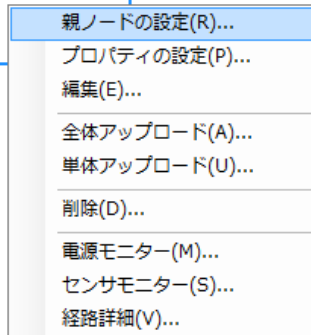 親ノードの設定(R)...
プロパティの設定(P)...
編集(E)...
全体アップロード(A)...
単体アップロード(U)...
削除(D)...
電源モニター(M)...
センサモニター(S)...
経路詳細(V)...